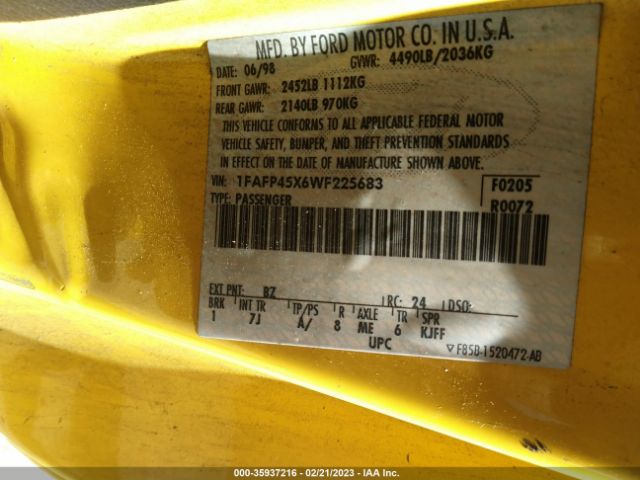 MFD. BY FORD MOTOR CO. IN U.S.A.
DATE: 06/98 GVWR: 4490LB/2036KG
FRONT GAWR: 2452LB 1112KG
REAR GAWR: 2140LB 970KG
THIS VEHICLE CONFORMS TO ALL APPLICABLE FEDERAL MOTOR
VEHICLE SAFETY, BUMPER, AND THEFT PREVENTION STANDARDS
IN EFFECT ON THE DATE OF MANUFACTURE SHOWN ABOVE.
VIN: 1FAFP45X6WF225683 F0205
TYPE: PASSENGER R0072
EXT PNT: BZ RC: 24 DSO:
BRK INT TR TP/PS R AXLE TR SPR
1 7J A/ 8 ME 6 KJFF
UPC F85B-1520472-AB
000-35937216 - 02/21/2023 - IAA Inc.